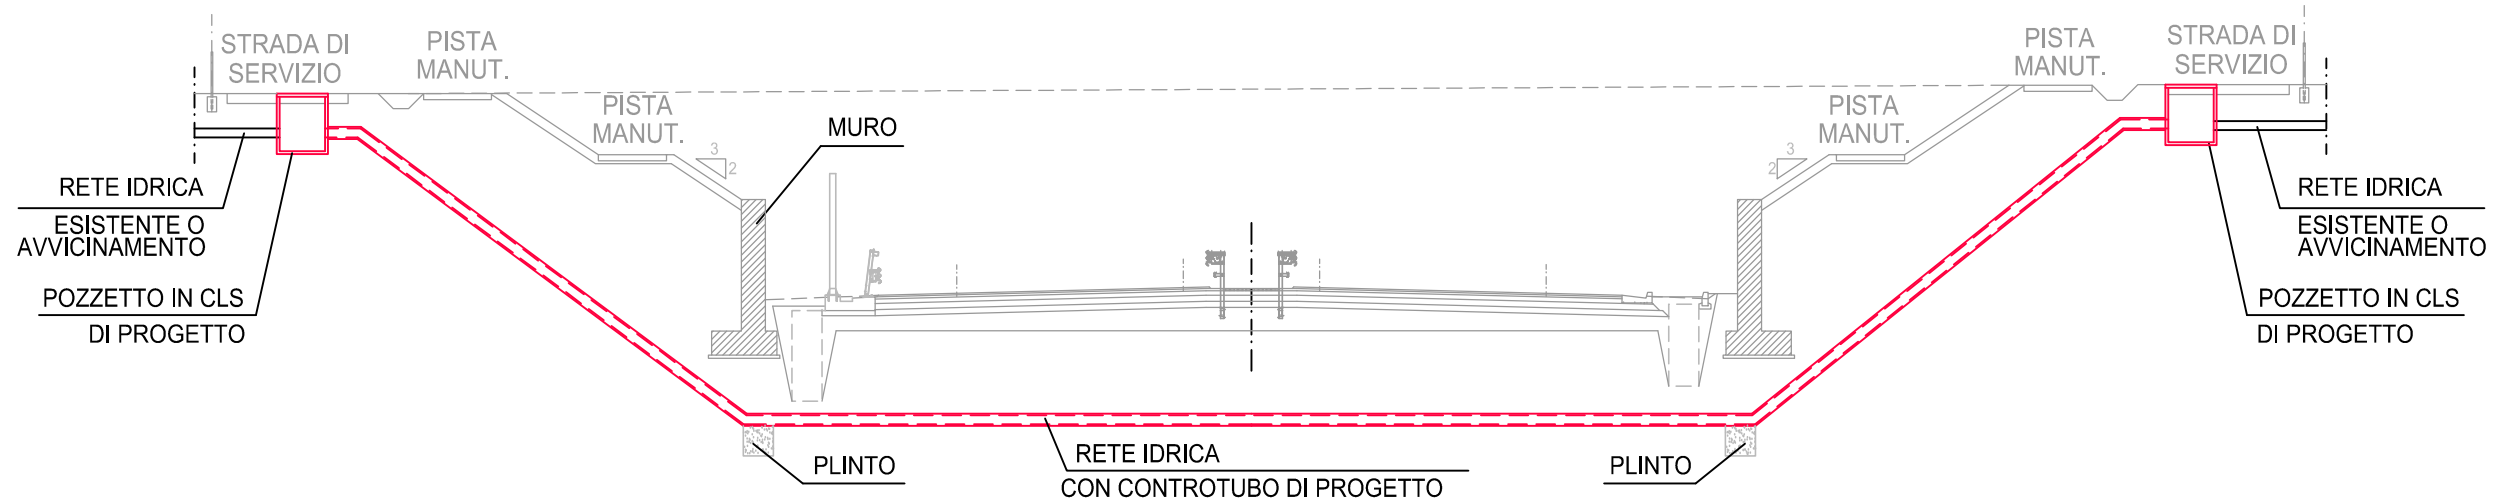 STRADA DI
SERVIZIO
PISTA
MANUT.
PISTA
MANUT.
3
2
MURO
PISTA
MANUT.
STRADA DI
SERVIZIO
PISTA
MANUT.
3
2
RETE IDRICA
ESISTENTE O
AVVICINAMENTO
POZZETTO IN CLS
DI PROGETTO
RETE IDRICA
ESISTENTE O
AVVICINAMENTO
POZZETTO IN CLS
DI PROGETTO
PLINTO
RETE IDRICA
CON CONTROTUBO DI PROGETTO
PLINTO